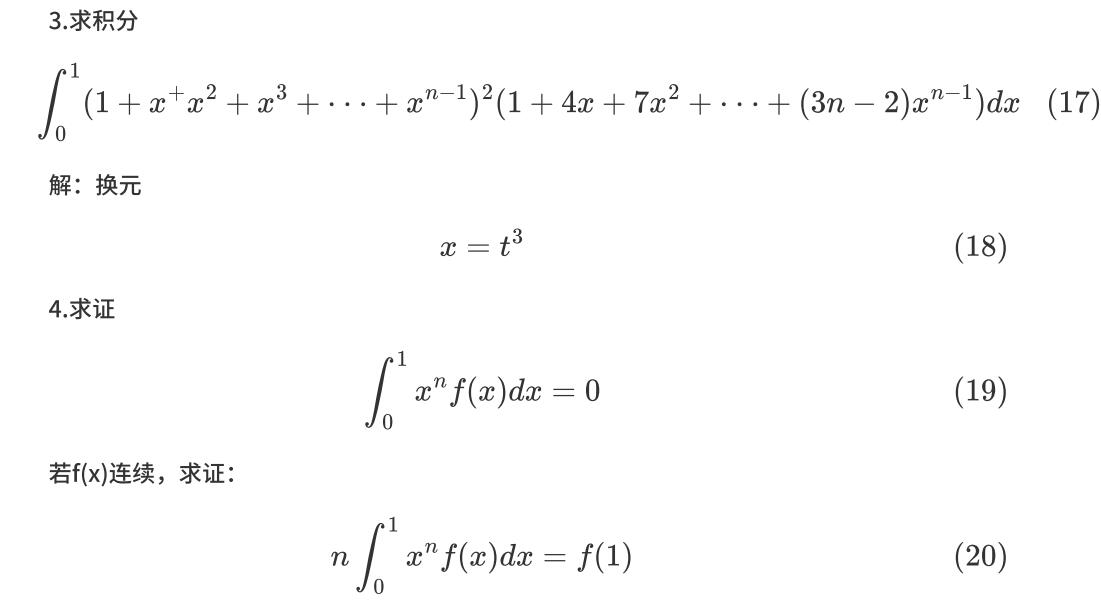 3.求积分
∫₀¹(1 + x⁺x² + x³ + ⋯ + xⁿ⁻¹)²(1 + 4x + 7x² + ⋯ + (3n − 2)xⁿ⁻¹)dx (17)
解：换元
x = t³ (18)
4.求证
∫₀¹ xⁿf(x)dx = 0 (19)
若f(x)连续，求证：
n∫₀¹ xⁿf(x)dx = f(1) (20)